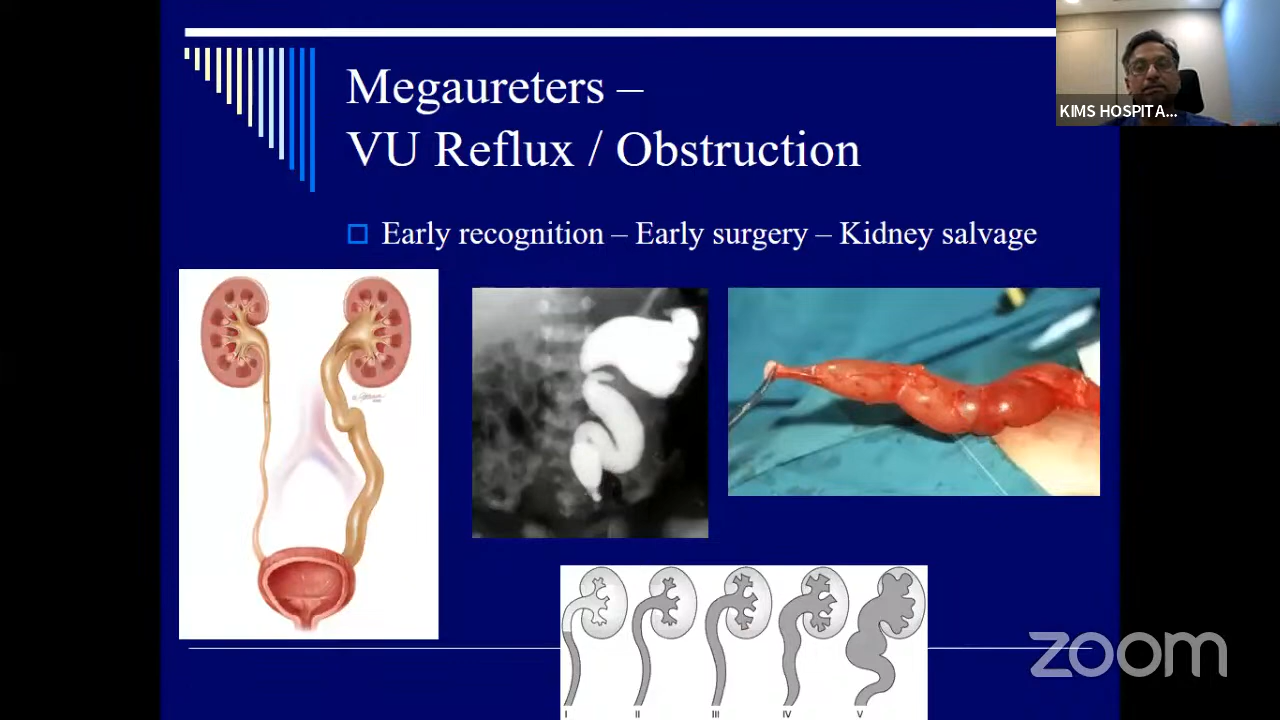 Megaureters –
VU Reflux / Obstruction
KIMS HOSPITA...
Early recognition – Early surgery – Kidney salvage
I II III IV V
zoom